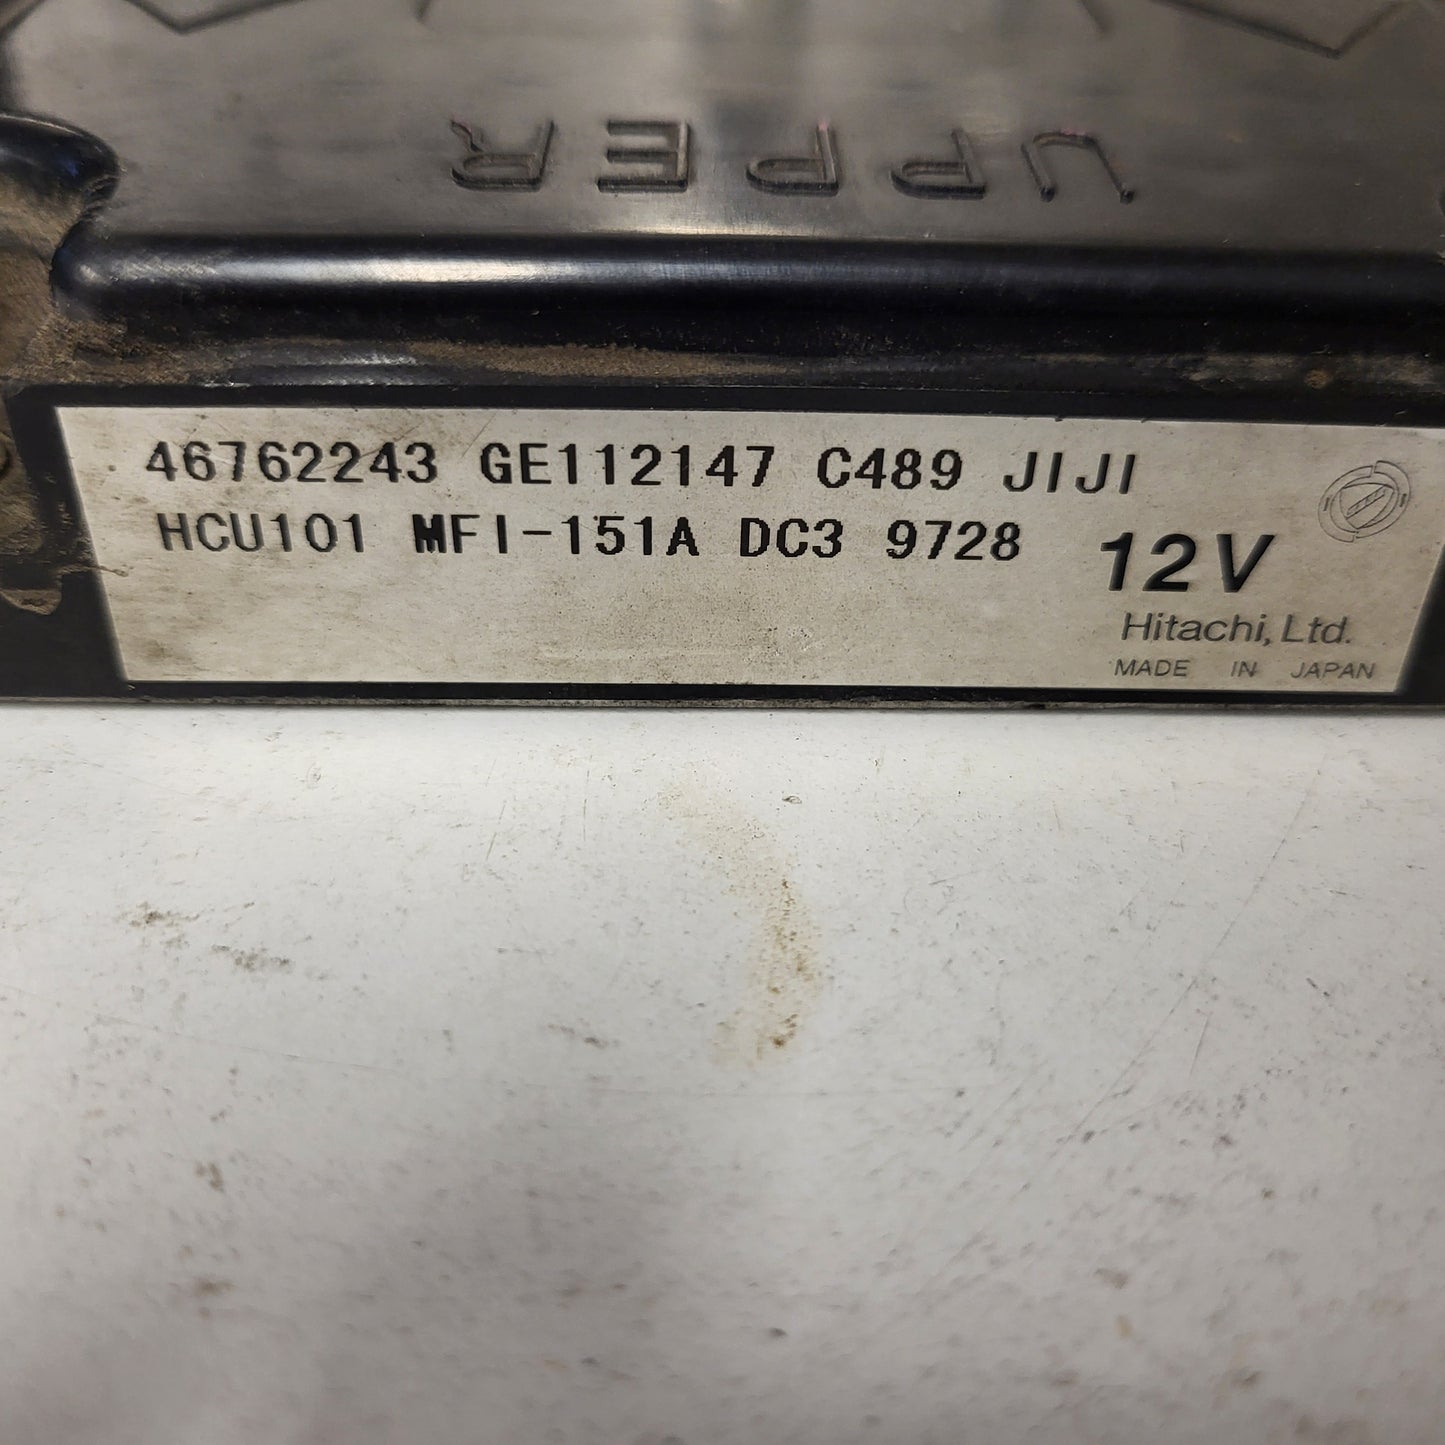 UPPER
46762243 GE112147 C489 JIJI
HCU101 MFI-151A DC3 9728
12V
Hitachi, Ltd.
MADE IN JAPAN